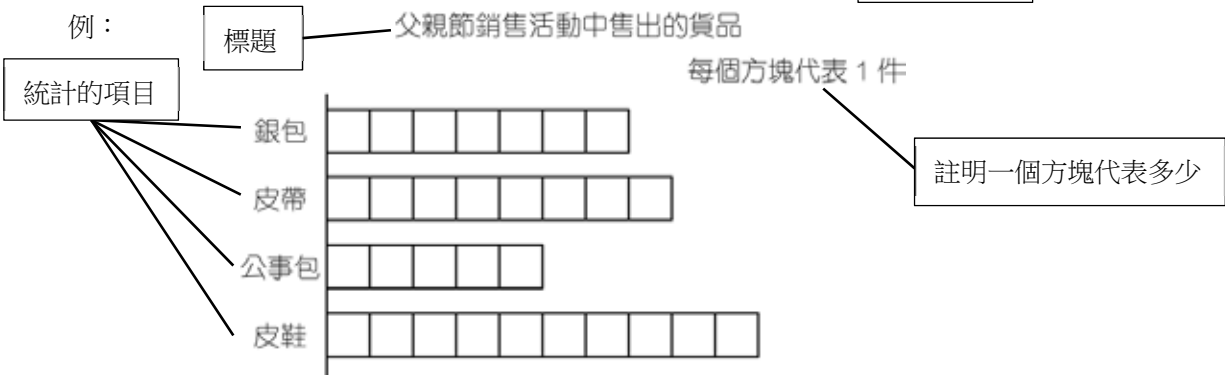 例：
標題
父親節銷售活動中售出的貨品
每個方塊代表 1 件
統計的項目
銀包
註明一個方塊代表多少
皮帶
公事包
皮鞋